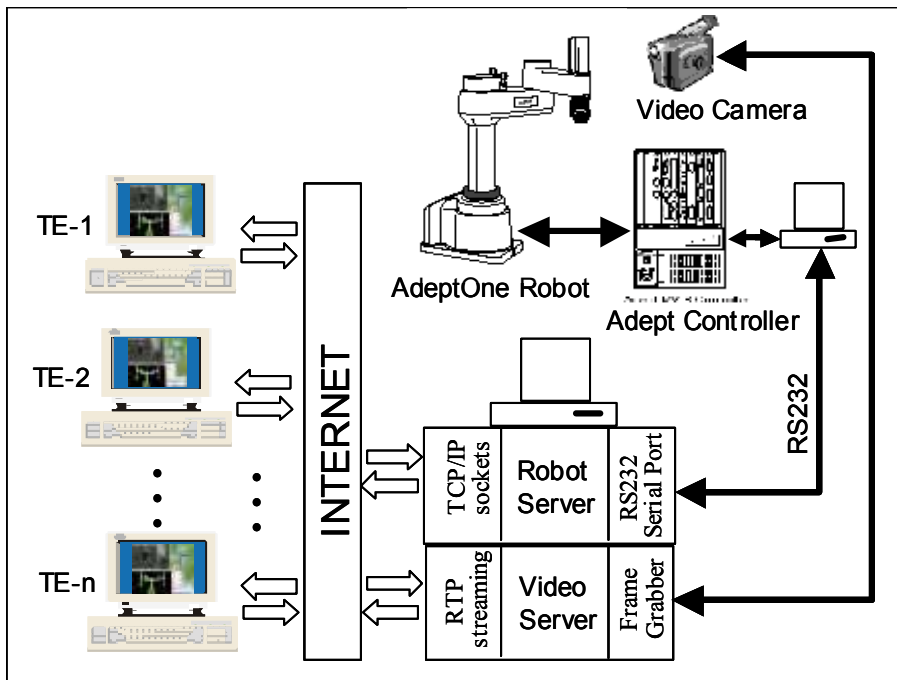 Video Camera
TE-1
AdeptOne Robot
Adept Controller
TE-2
INTERNET
RS232
TCP/IP
sockets
Robot
Server
RS232
Serial Port
TE-n
RTP
streaming
Video
Server
Frame
Grabber